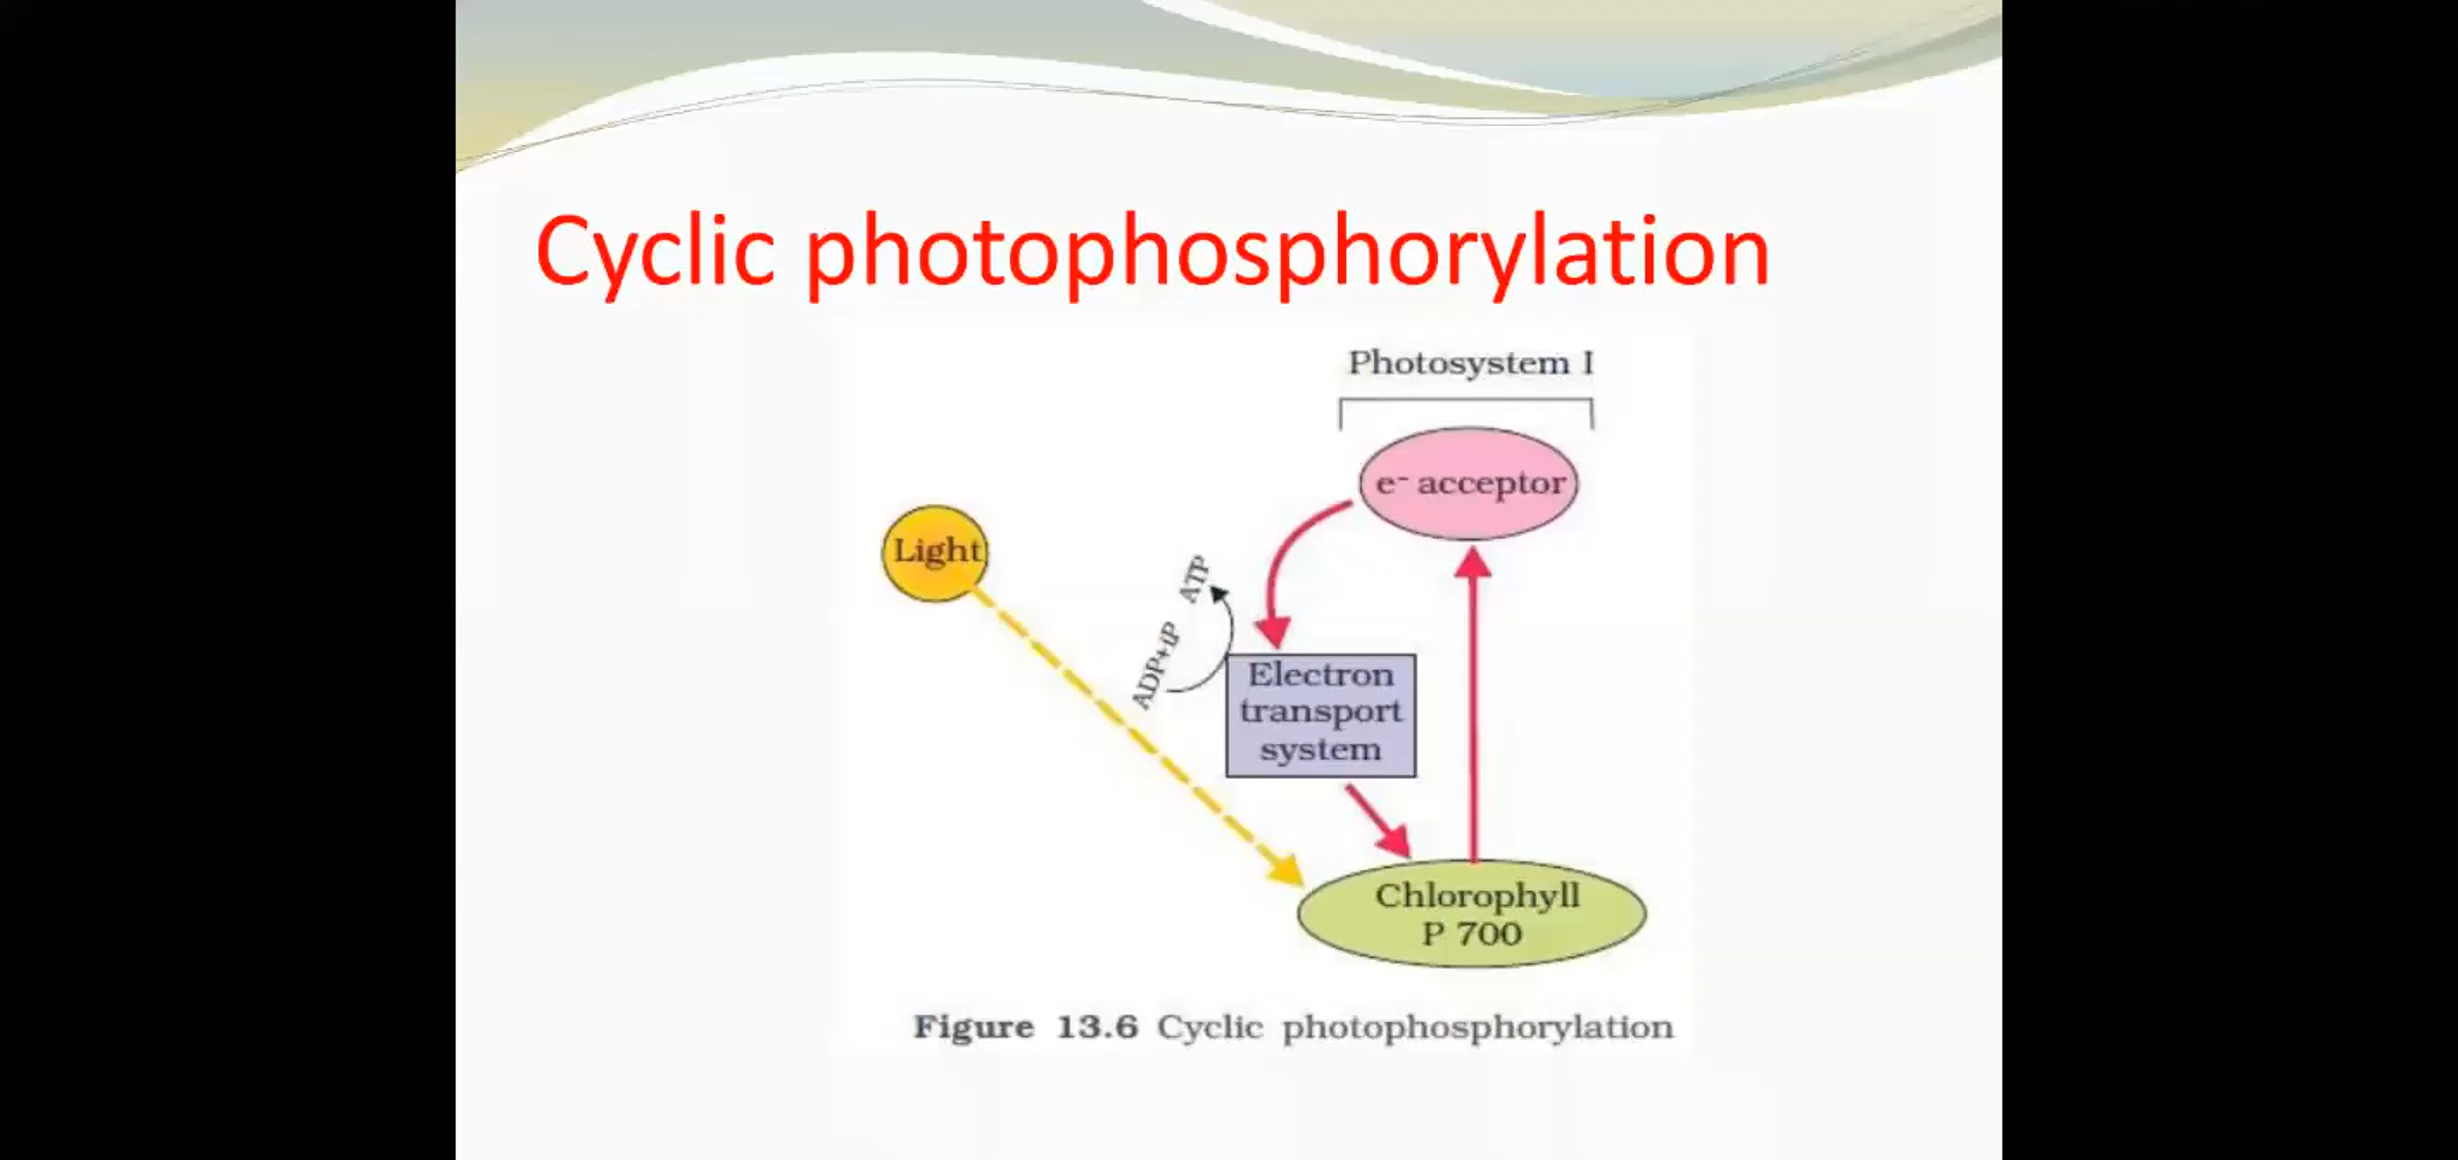 Cyclic photophosphorylation
Photosystem I
e⁻ acceptor
Light
ATP
ADP+iP
Electron
transport
system
Chlorophyll
P 700
Figure 13.6 Cyclic photophosphorylation